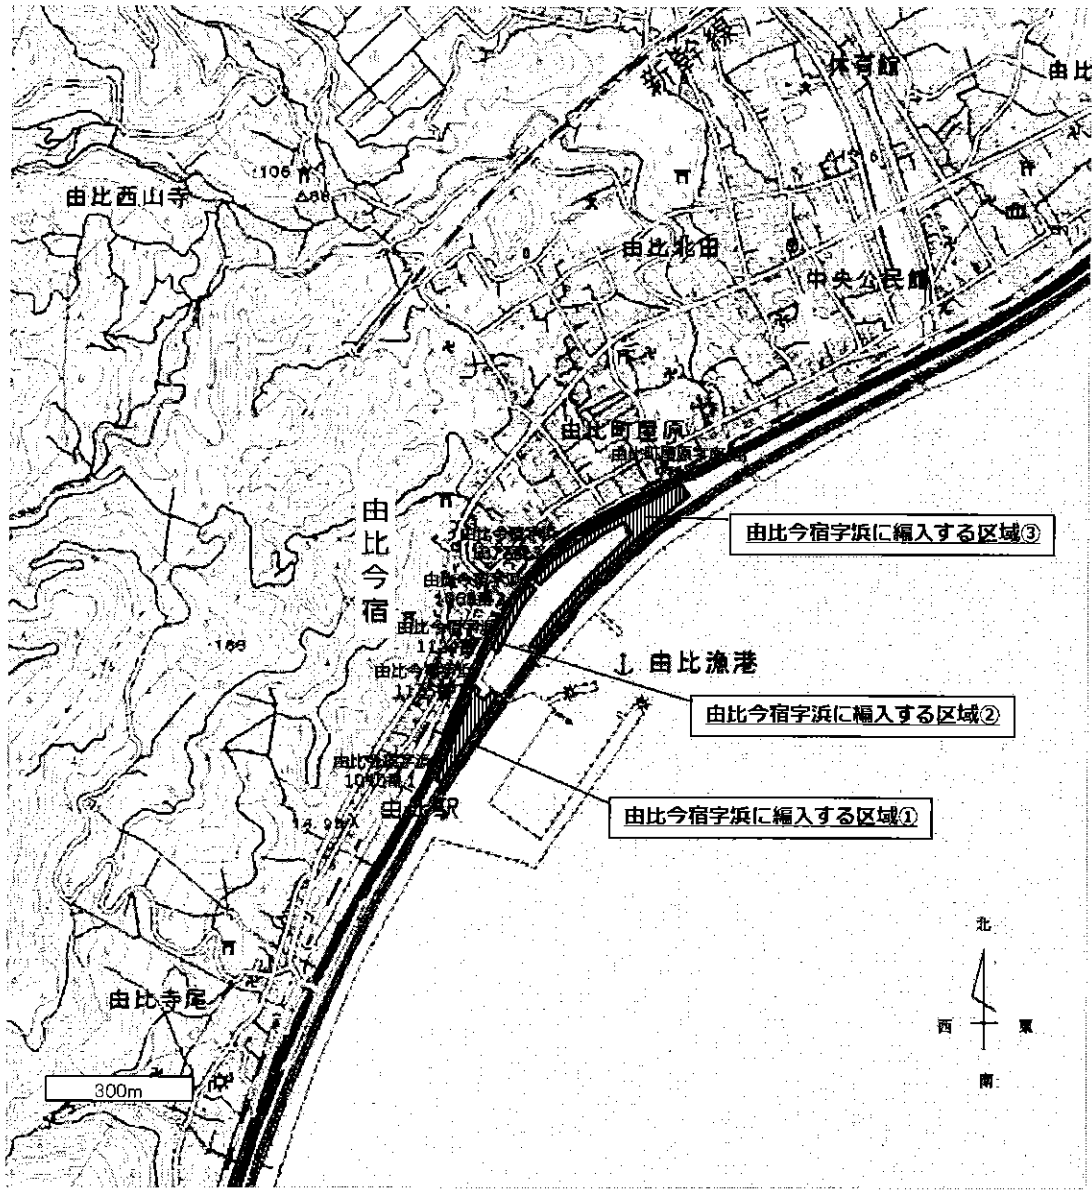 新幹線
体育館
由比
・106
由比西山寺
由比北田
中央公民館
由比町屋原
由比今宿
由比今宿字浜に編入する区域③
・166
由比漁港
由比今宿字浜に編入する区域②
由比今宿字浜に編入する区域①
由比駅
北
西
東
南
由比寺尾
300m